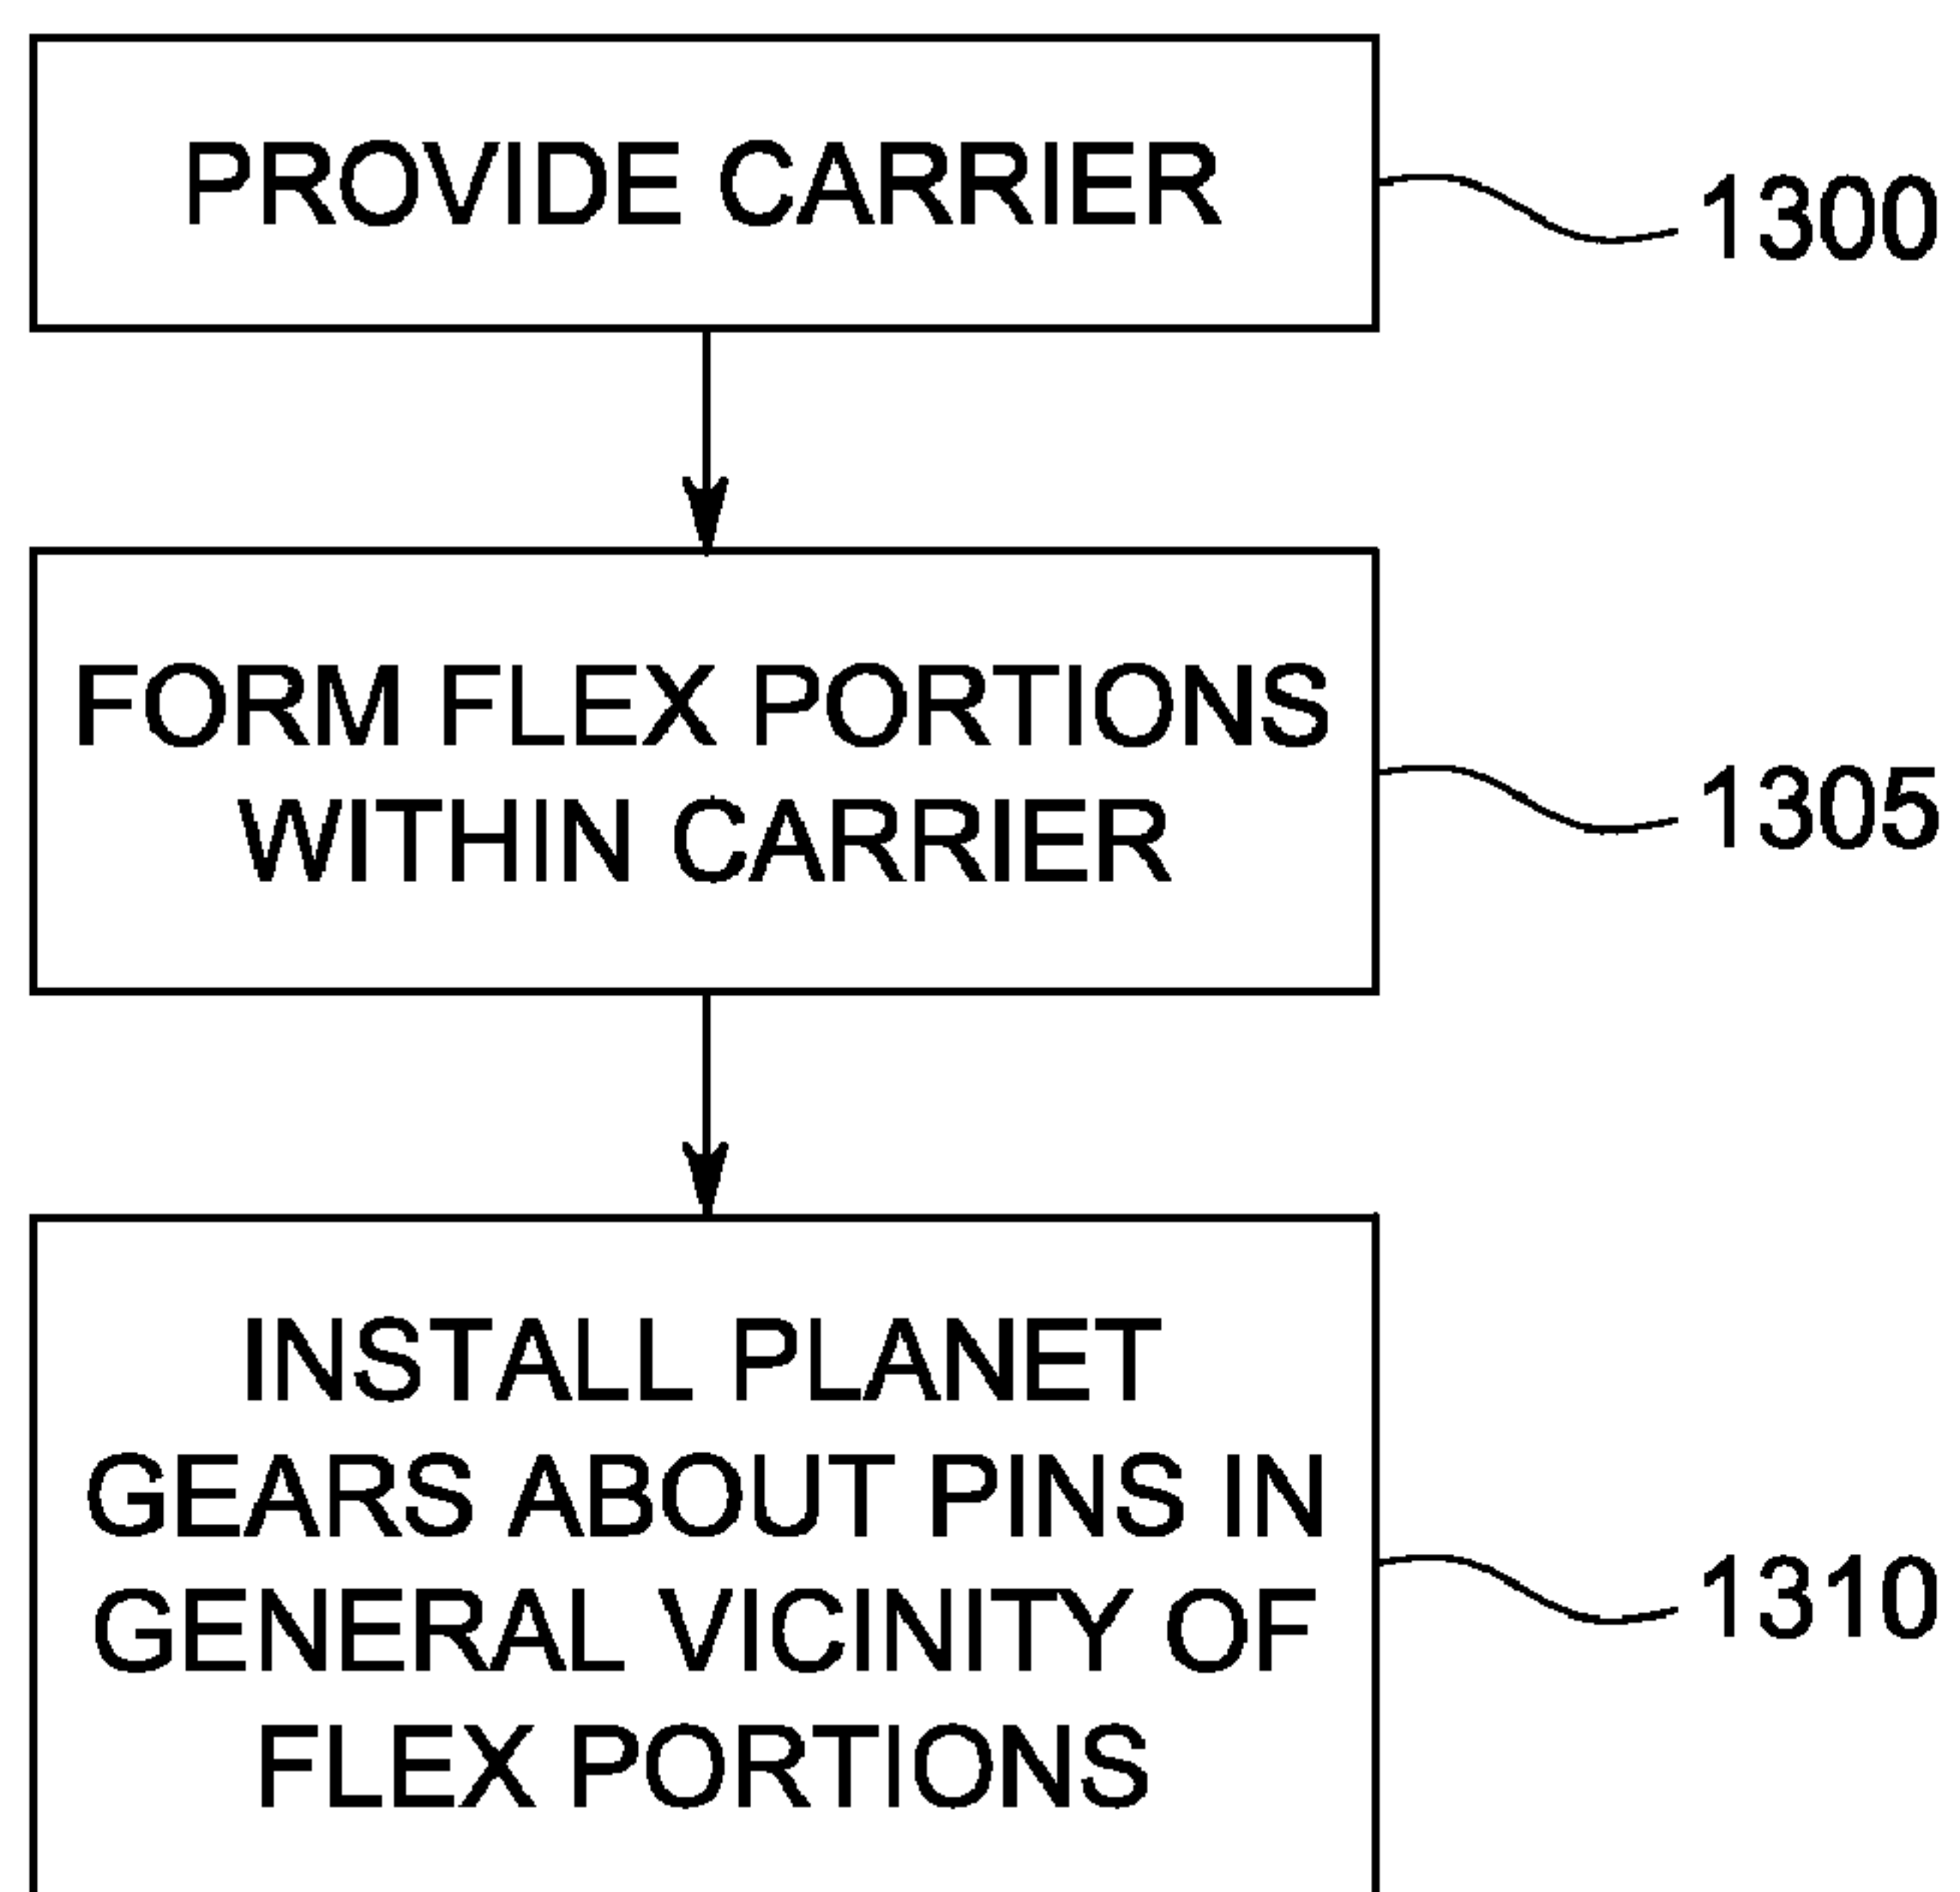 PROVIDE CARRIER
1300
FORM FLEX PORTIONS
WITHIN CARRIER
1305
INSTALL PLANET
GEARS ABOUT PINS IN
GENERAL VICINITY OF
FLEX PORTIONS
1310